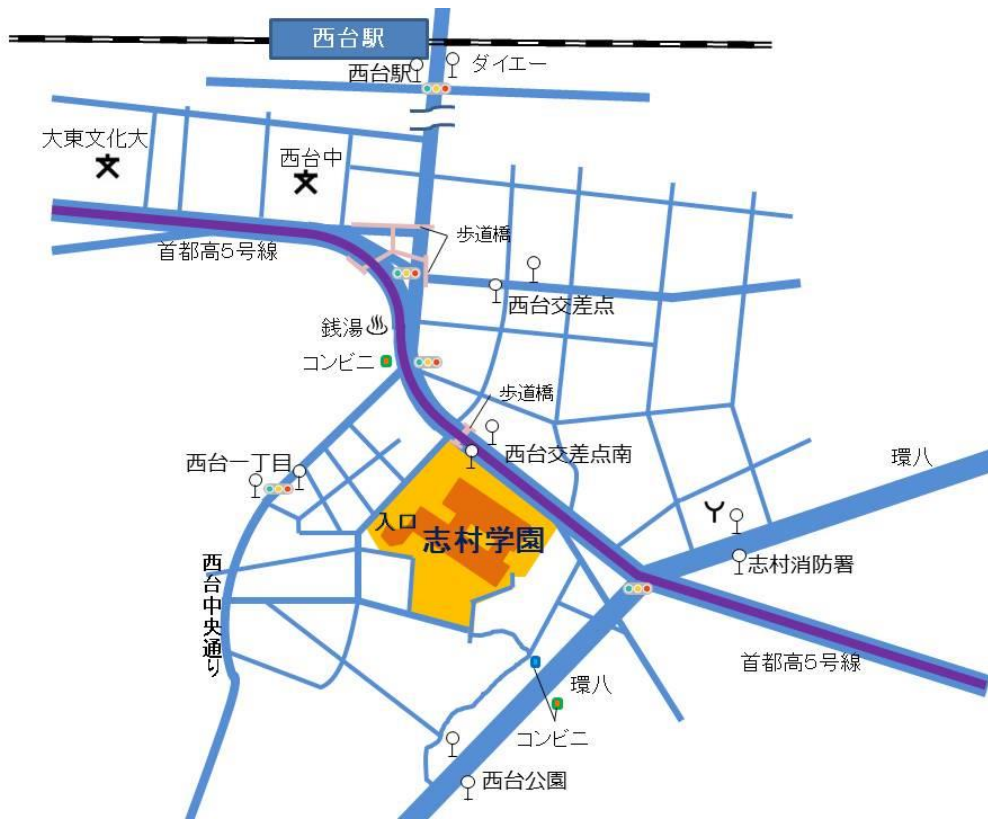 西台駅
西台駅
ダイエー
大東文化大
西台中
歩道橋
首都高5号線
西台交差点
銭湯
コンビニ
歩道橋
西台交差点南
西台一丁目
環八
入口
志村学園
志村消防署
西台中央通り
首都高5号線
環八
コンビニ
西台公園